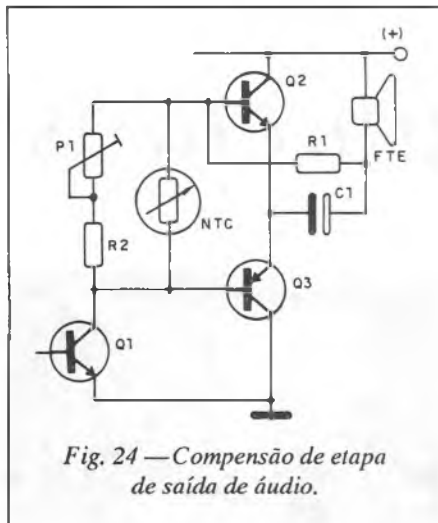 (+)
Q2
P1
R1
FTE
C1
NTC
R2
Q3
Q1
Fig. 24 — Compensão de etapa
de saída de áudio.